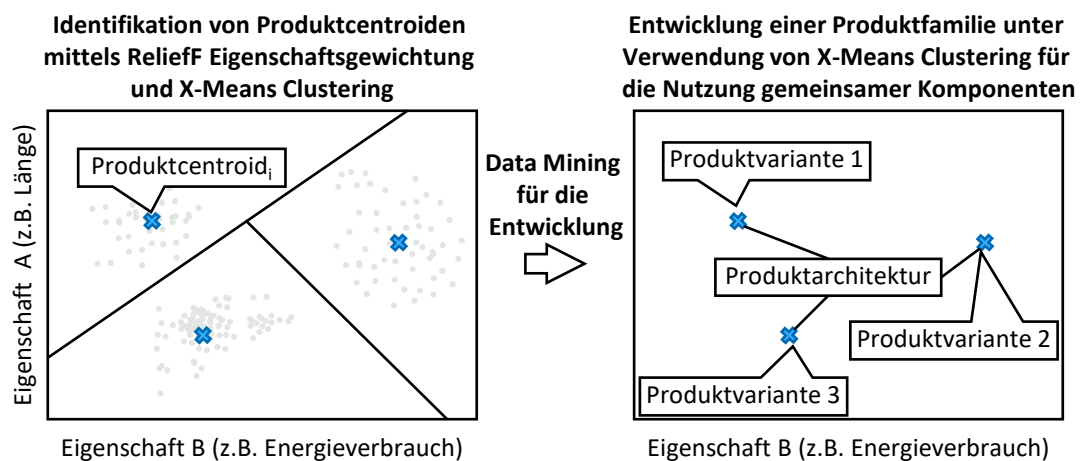 Identifikation von Produktcentroiden
mittels ReliefF Eigenschaftsgewichtung
und X-Means Clustering
Eigenschaft A (z.B. Länge)
Produktcentroidᵢ
Eigenschaft B (z.B. Energieverbrauch)
Data Mining
für die
Entwicklung
Entwicklung einer Produktfamilie unter
Verwendung von X-Means Clustering für
die Nutzung gemeinsamer Komponenten
Produktvariante 1
Produktarchitektur
Produktvariante 2
Produktvariante 3
Eigenschaft B (z.B. Energieverbrauch)